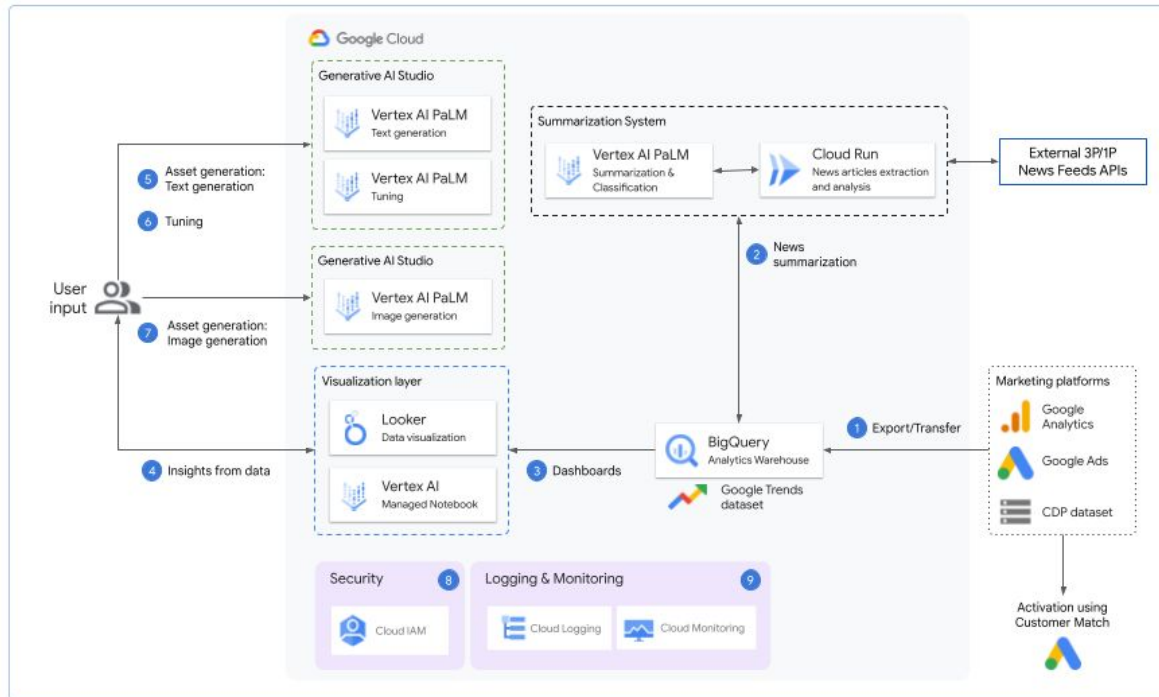 Google Cloud
Generative AI Studio
Vertex AI PaLM
Text generation
Vertex AI PaLM
Tuning
5 Asset generation:
Text generation
6 Tuning
Summarization System
Vertex AI PaLM
Summarization &
Classification
Cloud Run
News articles extraction
and analysis
External 3P/1P
News Feeds APIs
2 News
summarization
User
input
Generative AI Studio
Vertex AI PaLM
Image generation
7 Asset generation:
Image generation
Visualization layer
Looker
Data visualization
Vertex AI
Managed Notebook
4 Insights from data
3 Dashboards
BigQuery
Analytics Warehouse
Google Trends
dataset
1 Export/Transfer
Marketing platforms
Google
Analytics
Google Ads
CDP dataset
Activation using
Customer Match
Security 8
Cloud IAM
Logging & Monitoring 9
Cloud Logging
Cloud Monitoring